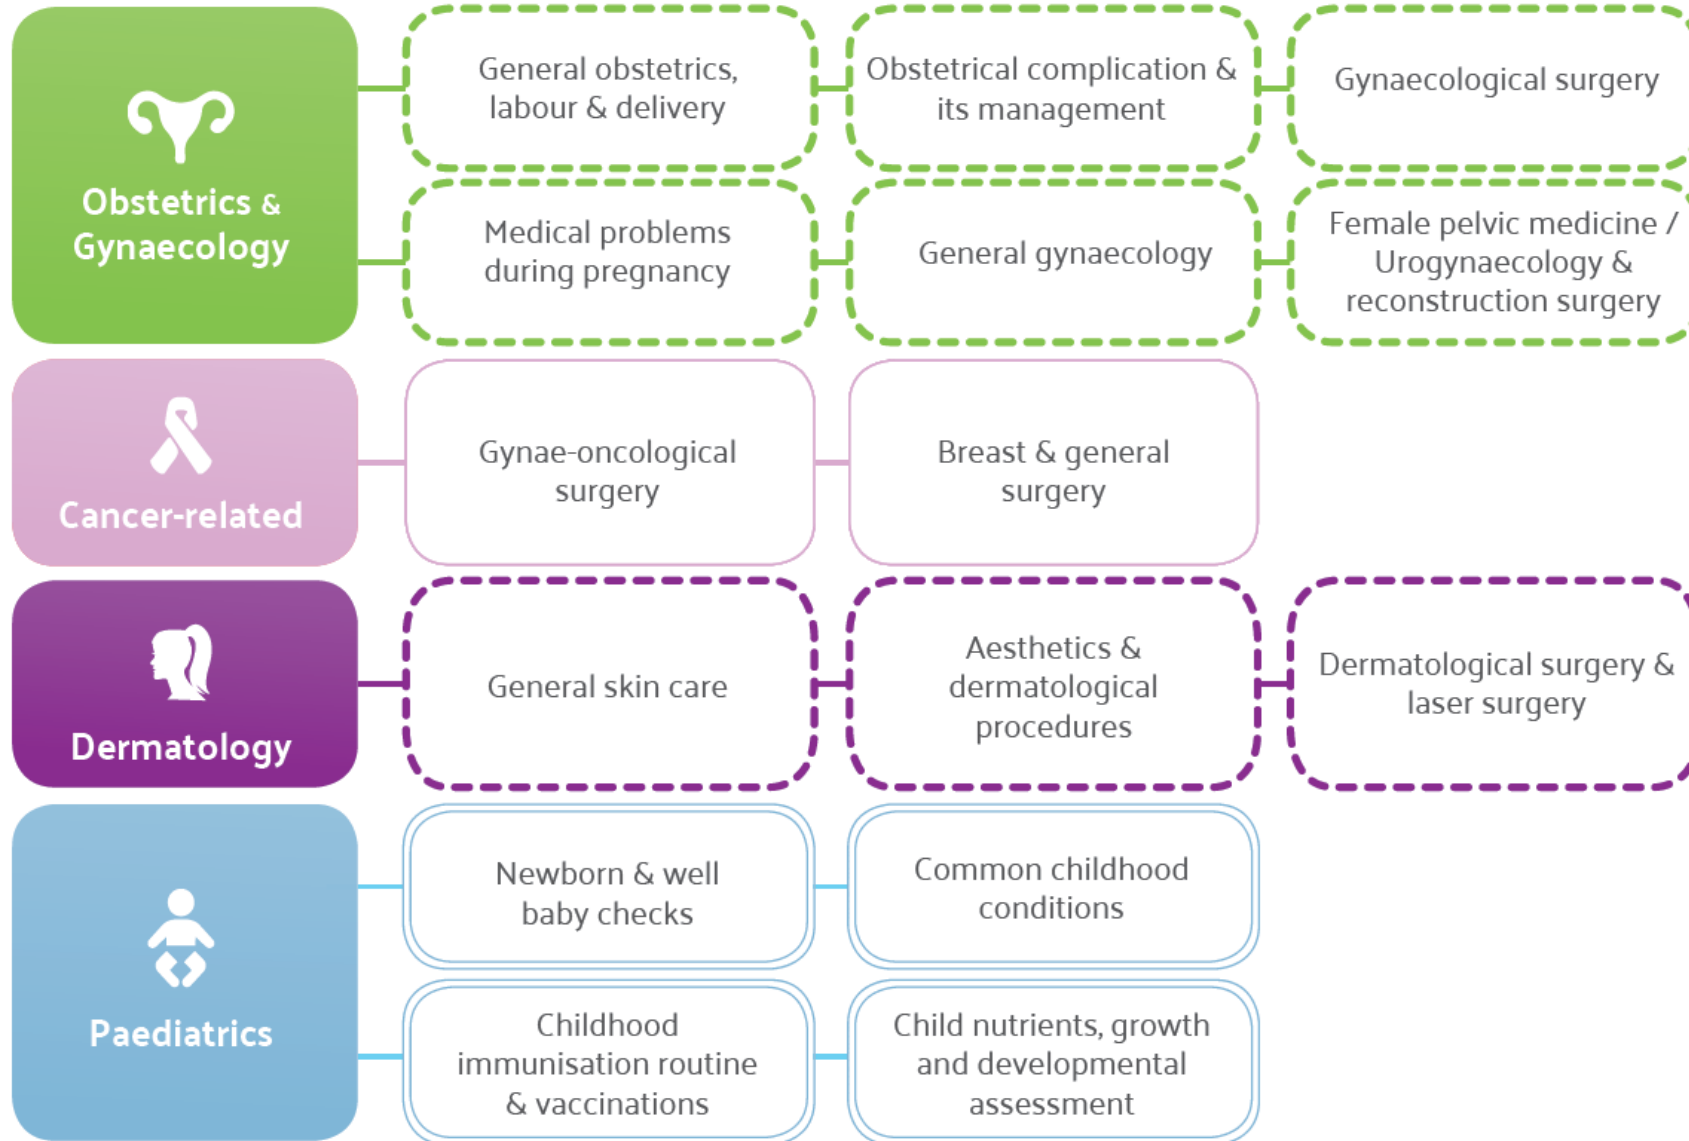 Obstetrics &
Gynaecology
General obstetrics,
labour & delivery
Obstetrical complication &
its management
Gynaecological surgery
Medical problems
during pregnancy
General gynaecology
Female pelvic medicine /
Urogynaecology &
reconstruction surgery
Cancer-related
Gynae-oncological
surgery
Breast & general
surgery
Dermatology
General skin care
Aesthetics &
dermatological
procedures
Dermatological surgery &
laser surgery
Paediatrics
Newborn & well
baby checks
Common childhood
conditions
Childhood
immunisation routine
& vaccinations
Child nutrients, growth
and developmental
assessment